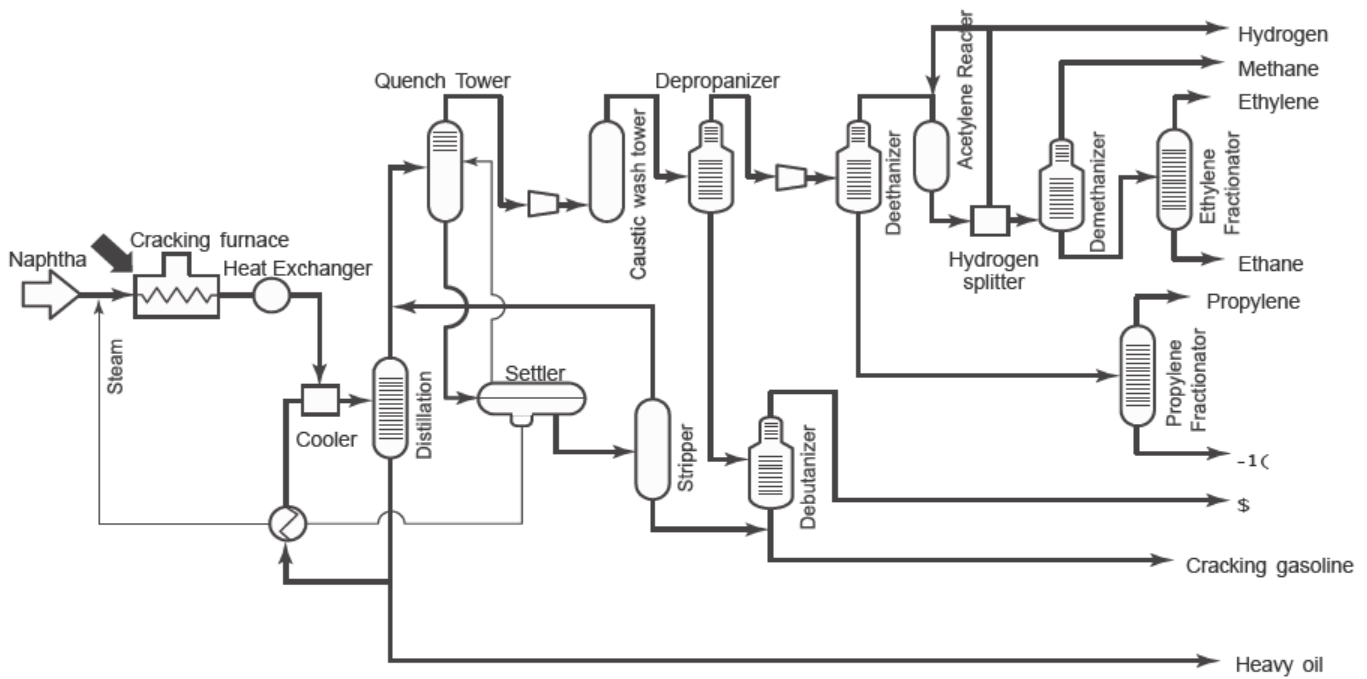 Hydrogen
Methane
Ethylene
Quench Tower
Depropanizer
Acetylene Reacter
Caustic wash tower
Deethanizer
Demethanizer
Ethylene
Fractionator
Cracking furnace
Naphtha
Heat Exchanger
Hydrogen
splitter
Ethane
Propylene
Steam
Settler
Cooler
Distillation
Stripper
Debutanizer
Propylene
Fractionator
-1(
$
Cracking gasoline
Heavy oil